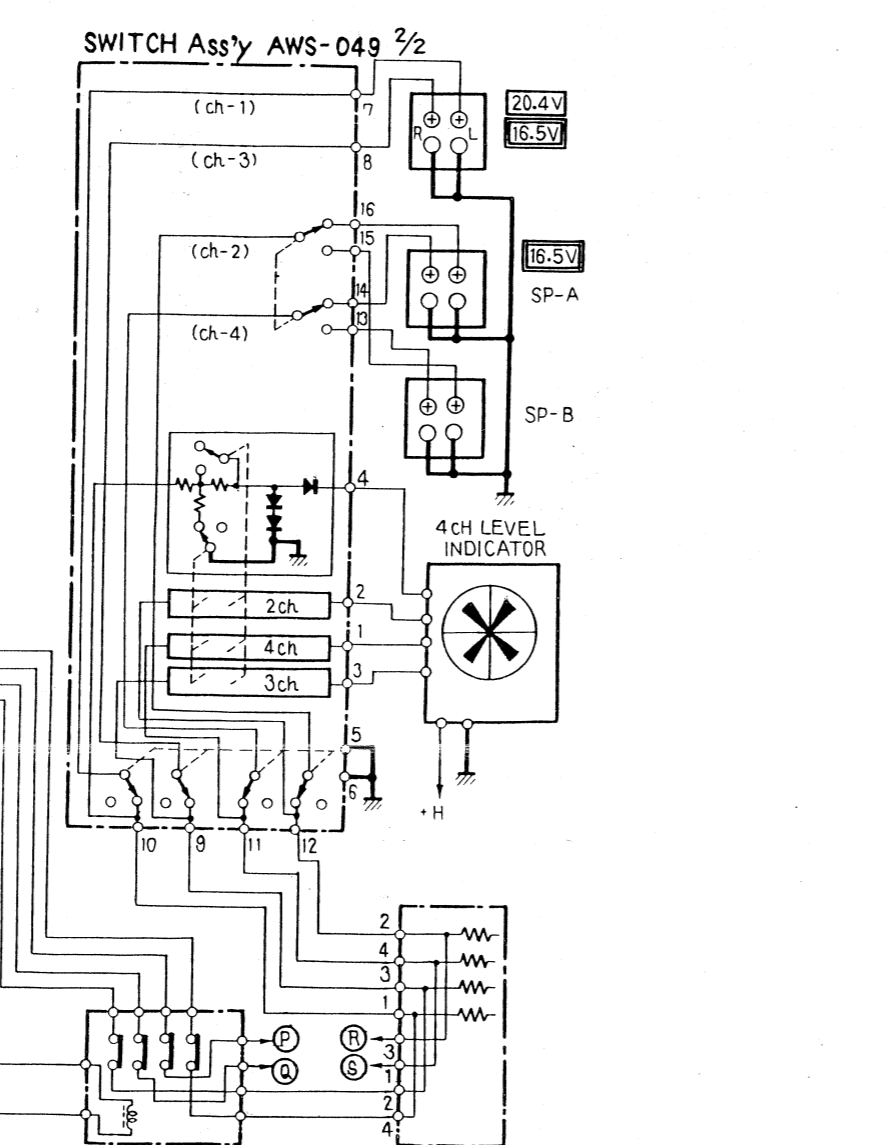 SWITCH Ass'y AWS-049 2/2
(ch-1)
7
R
L
20.4V
16.5V
(ch-3)
8
16
(ch-2)
15
16.5V
14
SP-A
(ch-4)
13
SP-B
4
4CH LEVEL
INDICATOR
2ch
2
4ch
1
3ch
3
5
6
+H
10
9
11
12
2
4
3
1
P
R
3
Q
S
1
2
4